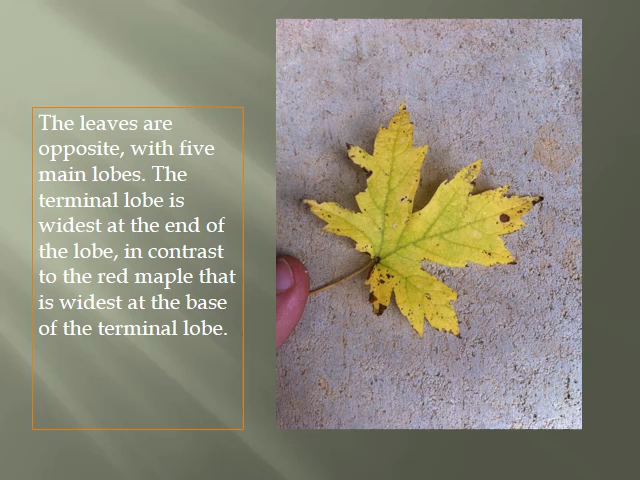 The leaves are
opposite, with five
main lobes. The
terminal lobe is
widest at the end of
the lobe, in contrast
to the red maple that
is widest at the base
of the terminal lobe.